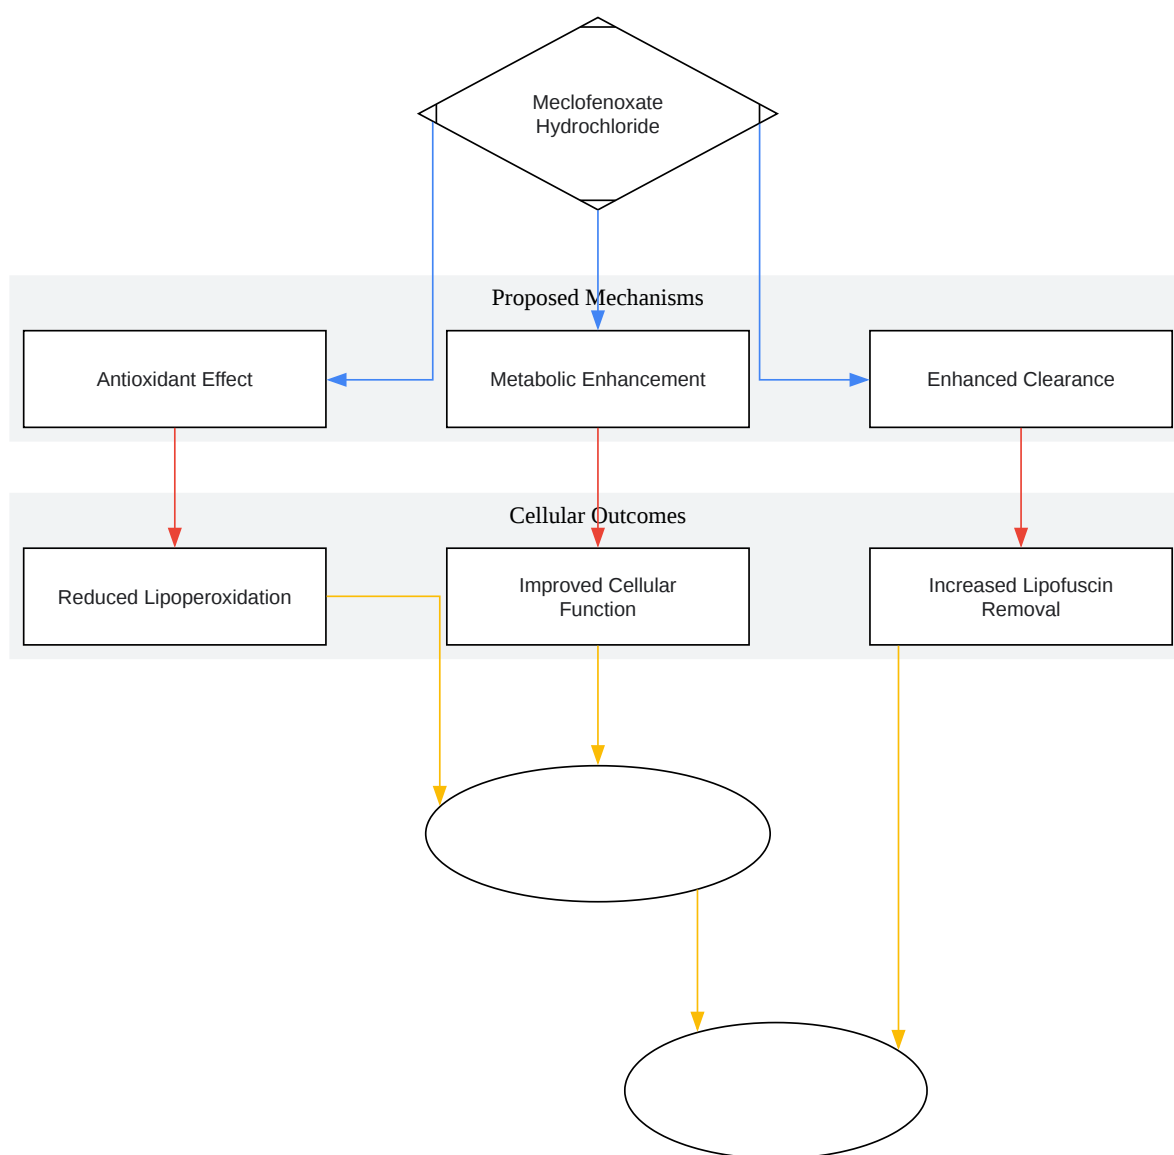 Meclofenoxate
Hydrochloride
Proposed Mechanisms
Antioxidant Effect
Metabolic Enhancement
Enhanced Clearance
Cellular Outcomes
Reduced Lipoperoxidation
Improved Cellular
Function
Increased Lipofuscin
Removal